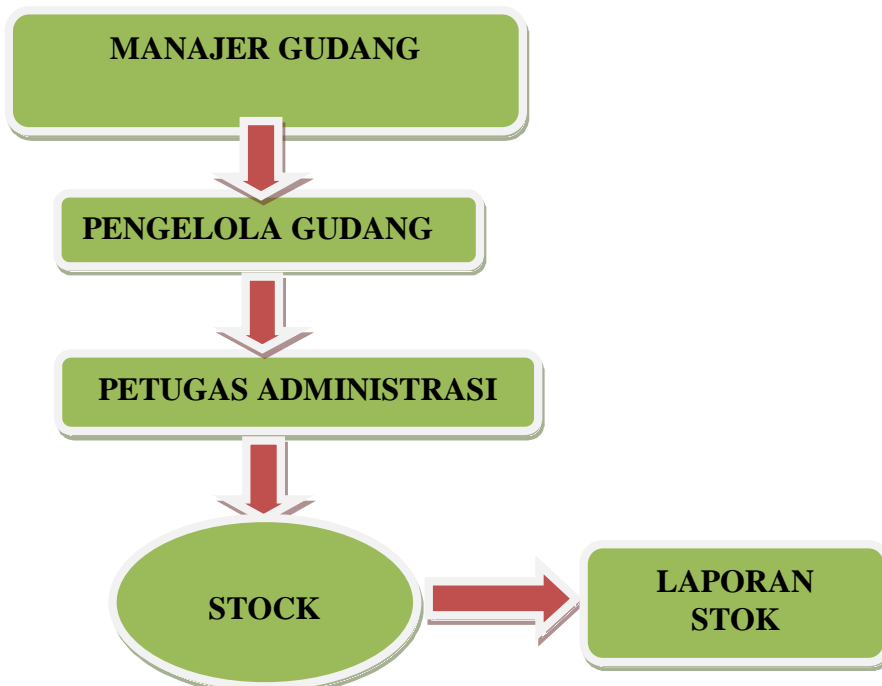 MANAJER GUDANG
PENGELOLA GUDANG
PETUGAS ADMINISTRASI
STOCK
LAPORAN
STOK